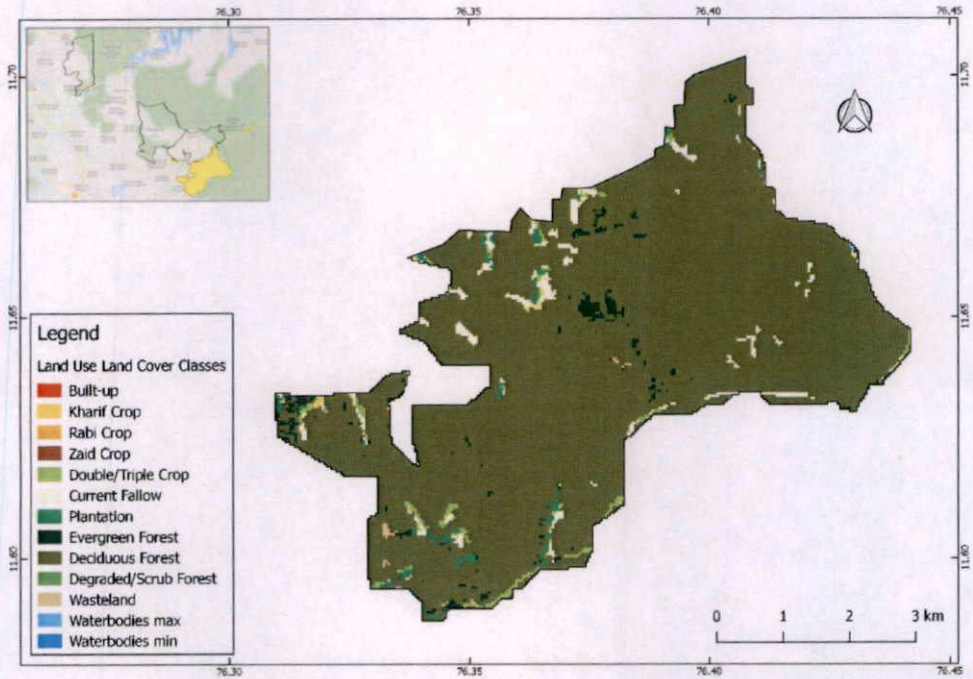 76.30
76.35
76.40
76.45
11.70
11.70
Legend
Land Use Land Cover Classes
Built-up
Kharif Crop
Rabi Crop
Zaid Crop
Double/Triple Crop
Current Fallow
Plantation
Evergreen Forest
Deciduous Forest
Degraded/Scrub Forest
Wasteland
Waterbodies max
Waterbodies min
11.65
11.65
11.60
11.60
0 1 2 3 km
76.30
76.35
76.40
76.45